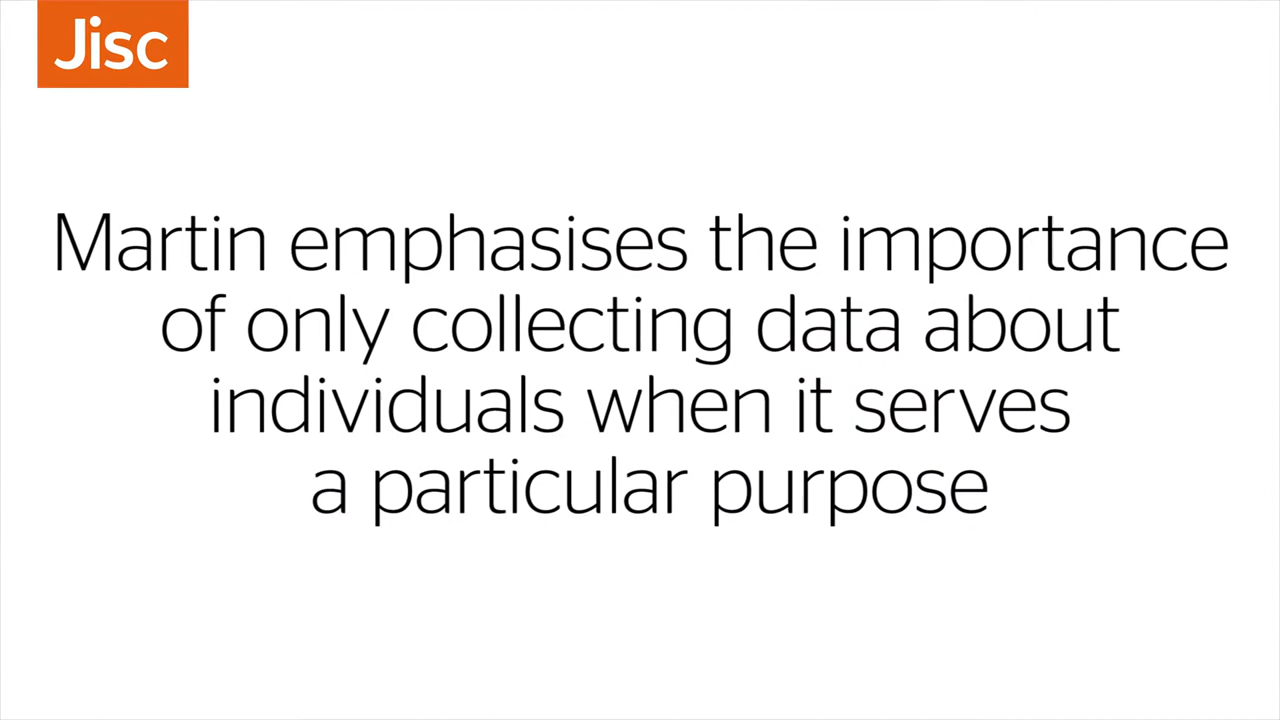 Jisc
Martin emphasises the importance
of only collecting data about
individuals when it serves
a particular purpose